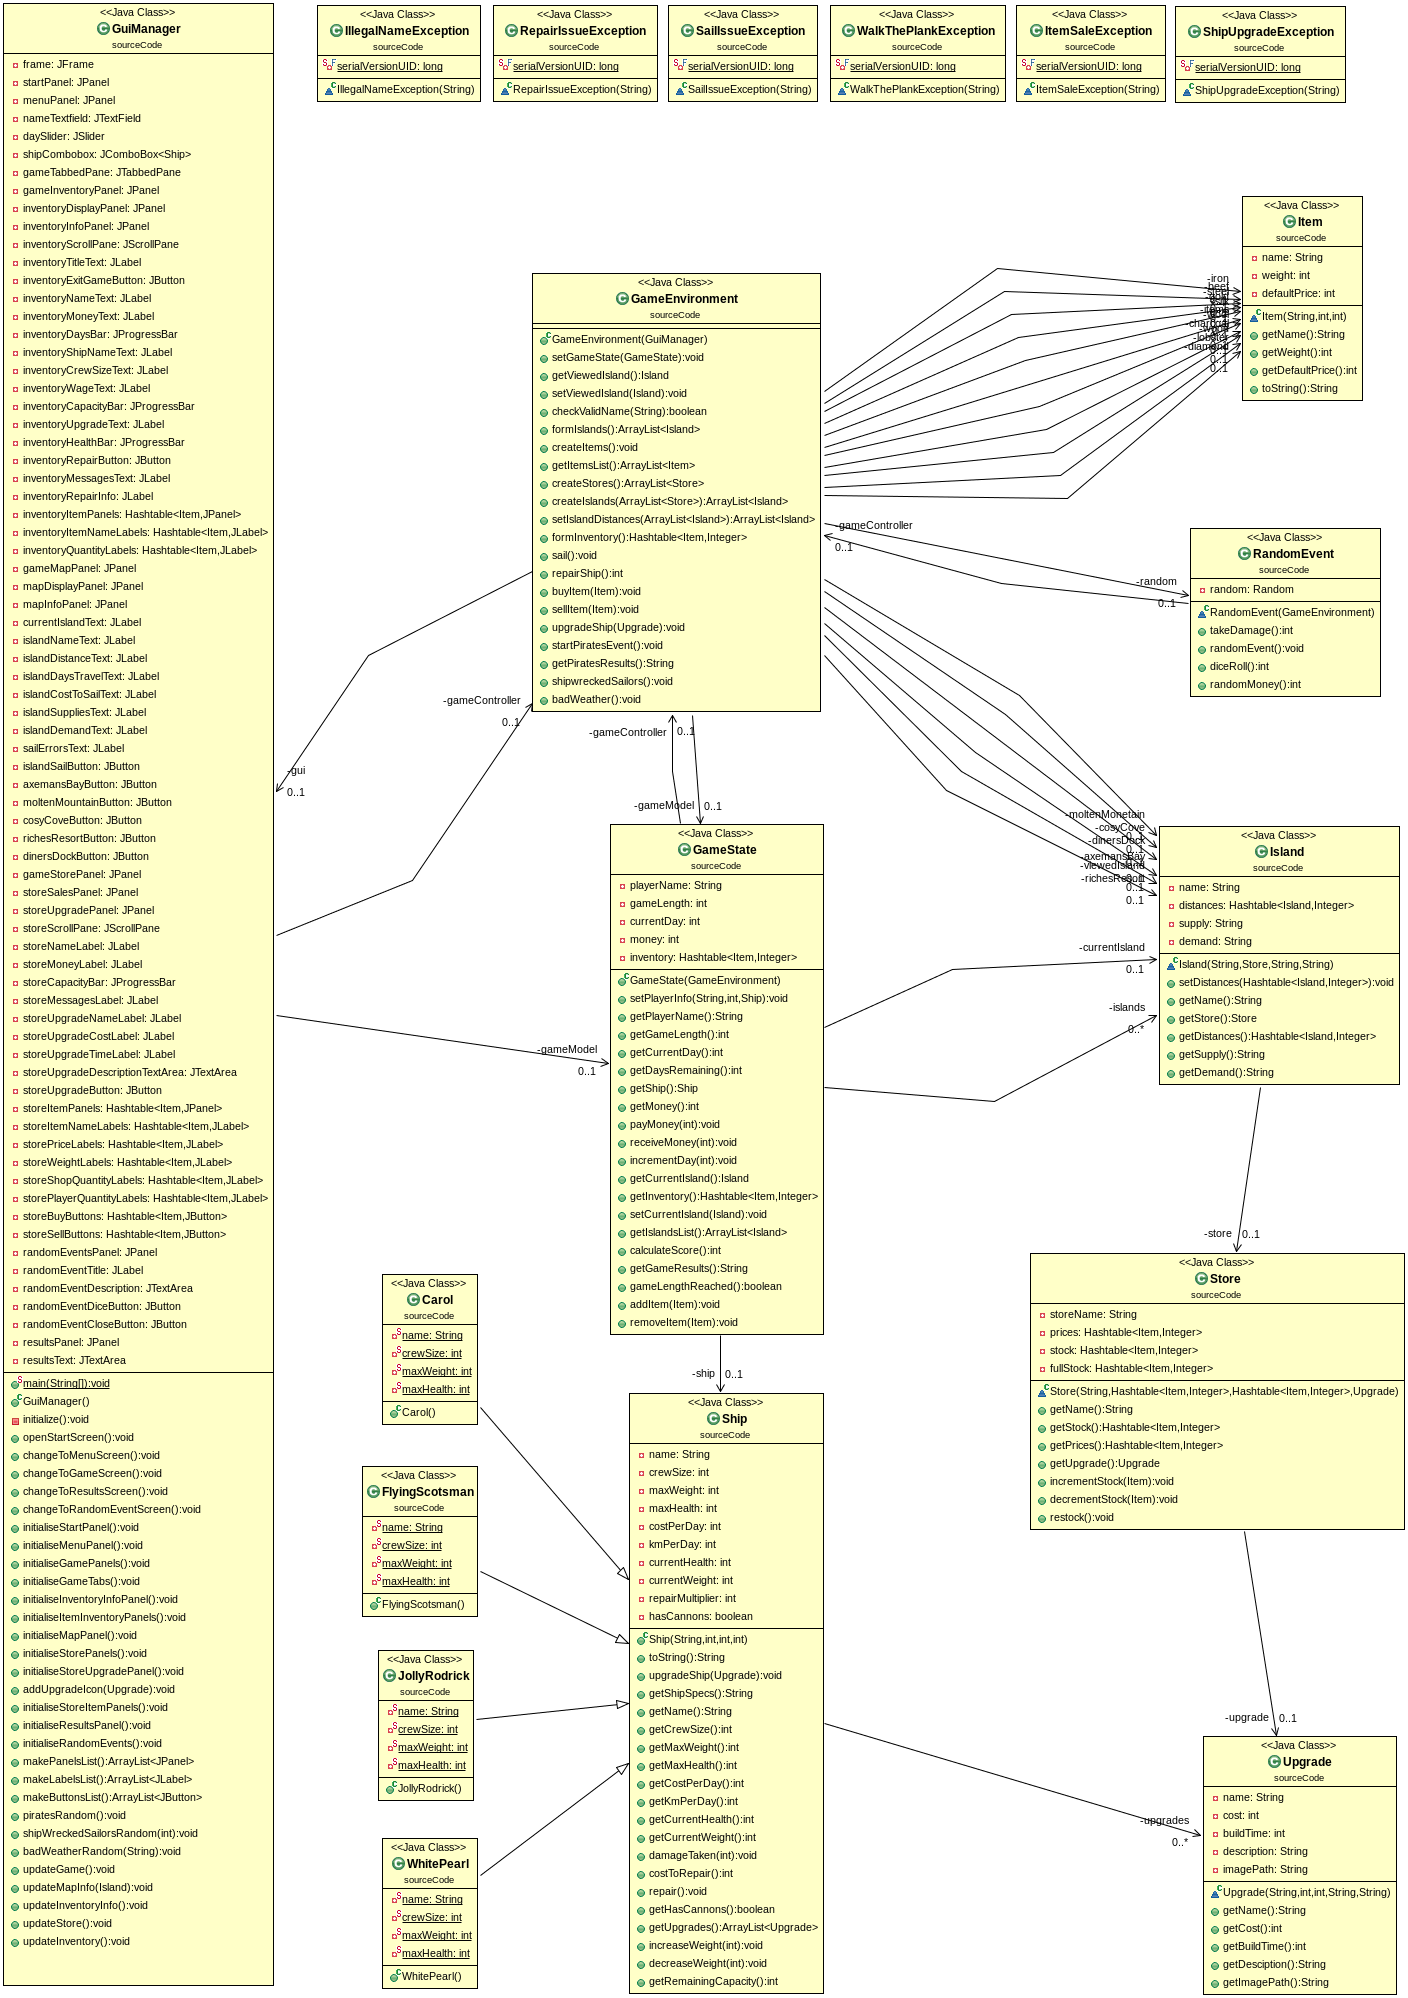 <<Java Class>>
GuiManager
sourceCode
frame: JFrame
startPanel: JPanel
menuPanel: JPanel
nameTextfield: JTextField
daySlider: JSlider
shipCombobox: JComboBox<Ship>
gameTabbedPane: JTabbedPane
gameInventoryPanel: JPanel
inventoryDisplayPanel: JPanel
inventoryInfoPanel: JPanel
inventoryScrollPane: JScrollPane
inventoryTitleText: JLabel
inventoryExitGameButton: JButton
inventoryNameText: JLabel
inventoryMoneyText: JLabel
inventoryDaysBar: JProgressBar
inventoryShipNameText: JLabel
inventoryCrewSizeText: JLabel
inventoryWageText: JLabel
inventoryCapacityBar: JProgressBar
inventoryUpgradeText: JLabel
inventoryHealthBar: JProgressBar
inventoryRepairButton: JButton
inventoryMessagesText: JLabel
inventoryRepairInfo: JLabel
inventoryItemPanels: Hashtable<Item,JPanel>
inventoryItemNameLabels: Hashtable<Item,JLabel>
inventoryQuantityLabels: Hashtable<Item,JLabel>
gameMapPanel: JPanel
mapDisplayPanel: JPanel
mapInfoPanel: JPanel
currentIslandText: JLabel
islandNameText: JLabel
islandDistanceText: JLabel
islandDaysTravelText: JLabel
islandCostToSailText: JLabel
islandSuppliesText: JLabel
islandDemandText: JLabel
sailErrorsText: JLabel
islandSailButton: JButton
axemansBayButton: JButton
moltenMountainButton: JButton
cosyCoveButton: JButton
richesResortButton: JButton
dinersDockButton: JButton
gameStorePanel: JPanel
storeSalesPanel: JPanel
storeUpgradePanel: JPanel
storeScrollPane: JScrollPane
storeNameLabel: JLabel
storeMoneyLabel: JLabel
storeCapacityBar: JProgressBar
storeMessagesLabel: JLabel
storeUpgradeNameLabel: JLabel
storeUpgradeCostLabel: JLabel
storeUpgradeTimeLabel: JLabel
storeUpgradeDescriptionTextArea: JTextArea
storeUpgradeButton: JButton
storeItemPanels: Hashtable<Item,JPanel>
storeItemNameLabels: Hashtable<Item,JLabel>
storePriceLabels: Hashtable<Item,JLabel>
storeWeightLabels: Hashtable<Item,JLabel>
storeShopQuantityLabels: Hashtable<Item,JLabel>
storePlayerQuantityLabels: Hashtable<Item,JLabel>
storeBuyButtons: Hashtable<Item,JButton>
storeSellButtons: Hashtable<Item,JButton>
randomEventsPanel: JPanel
randomEventTitle: JLabel
randomEventDescription: JTextArea
randomEventDiceButton: JButton
randomEventCloseButton: JButton
resultsPanel: JPanel
resultsText: JTextArea
main(String[]):void
GuiManager()
initialize():void
openStartScreen():void
changeToMenuScreen():void
changeToGameScreen():void
changeToResultsScreen():void
changeToRandomEventScreen():void
initialiseStartPanel():void
initialiseMenuPanel():void
initialiseGamePanels():void
initialiseGameTabs():void
initialiseInventoryInfoPanel():void
initialiseItemInventoryPanels():void
initialiseMapPanel():void
initialiseStorePanels():void
initialiseStoreUpgradePanel():void
addUpgradeIcon(Upgrade):void
initialiseStoreItemPanels():void
initialiseResultsPanel():void
initialiseRandomEvents():void
makePanelsList():ArrayList<JPanel>
makeLabelsList():ArrayList<JLabel>
makeButtonsList():ArrayList<JButton>
piratesRandom():void
shipWreckedSailorsRandom(int):void
badWeatherRandom(String):void
updateGame():void
updateMapInfo(Island):void
updateInventoryInfo():void
updateStore():void
updateInventory():void
<<Java Class>>
IllegalNameException
sourceCode
serialVersionUID: long
IllegalNameException(String)
<<Java Class>>
RepairIssueException
sourceCode
serialVersionUID: long
RepairIssueException(String)
<<Java Class>>
SailIssueException
sourceCode
serialVersionUID: long
SailIssueException(String)
<<Java Class>>
WalkThePlankException
sourceCode
serialVersionUID: long
WalkThePlankException(String)
<<Java Class>>
ItemSaleException
sourceCode
serialVersionUID: long
ItemSaleException(String)
<<Java Class>>
ShipUpgradeException
sourceCode
serialVersionUID: long
ShipUpgradeException(String)
<<Java Class>>
Item
sourceCode
name: String
weight: int
defaultPrice: int
Item(String,int,int)
getName():String
getWeight():int
getDefaultPrice():int
toString():String
-iron
-lobster
-diamond
0..1
0..1
<<Java Class>>
GameEnvironment
sourceCode
GameEnvironment(GuiManager)
setGameState(GameState):void
getViewedIsland():Island
setViewedIsland(Island):void
checkValidName(String):boolean
formIslands():ArrayList<Island>
createItems():void
getItemsList():ArrayList<Item>
createStores():ArrayList<Store>
createIslands(ArrayList<Store>):ArrayList<Island>
setIslandDistances(ArrayList<Island>):ArrayList<Island>
formInventory():Hashtable<Item,Integer>
sail():void
repairShip():int
buyItem(Item):void
sellItem(Item):void
upgradeShip(Upgrade):void
startPiratesEvent():void
getPiratesResults():String
shipwreckedSailors():void
badWeather():void
-gameController
0..1
-random
0..1
<<Java Class>>
RandomEvent
sourceCode
random: Random
RandomEvent(GameEnvironment)
takeDamage():int
randomEvent():void
diceRoll():int
randomMoney():int
-gui
0..1
-gameController
0..1
-gameController
0..1
-gameModel
0..1
-moltenMonetain
-cosyCove
-dinersDock
-axemansBay
-viewedIsland
-richesResort
0..1
0..1
<<Java Class>>
Island
sourceCode
name: String
distances: Hashtable<Island,Integer>
supply: String
demand: String
Island(String,Store,String,String)
setDistances(Hashtable<Island,Integer>):void
getName():String
getStore():Store
getDistances():Hashtable<Island,Integer>
getSupply():String
getDemand():String
<<Java Class>>
GameState
sourceCode
playerName: String
gameLength: int
currentDay: int
money: int
inventory: Hashtable<Item,Integer>
GameState(GameEnvironment)
setPlayerInfo(String,int,Ship):void
getPlayerName():String
getGameLength():int
getCurrentDay():int
getDaysRemaining():int
getShip():Ship
getMoney():int
payMoney(int):void
receiveMoney(int):void
incrementDay(int):void
getCurrentIsland():Island
getInventory():Hashtable<Item,Integer>
setCurrentIsland(Island):void
getIslandsList():ArrayList<Island>
calculateScore():int
getGameResults():String
gameLengthReached():boolean
addItem(Item):void
removeItem(Item):void
-currentIsland
0..1
-islands
0..*
-gameModel
0..1
-store
0..1
<<Java Class>>
Store
sourceCode
storeName: String
prices: Hashtable<Item,Integer>
stock: Hashtable<Item,Integer>
fullStock: Hashtable<Item,Integer>
Store(String,Hashtable<Item,Integer>,Hashtable<Item,Integer>,Upgrade)
getName():String
getStock():Hashtable<Item,Integer>
getPrices():Hashtable<Item,Integer>
getUpgrade():Upgrade
incrementStock(Item):void
decrementStock(Item):void
restock():void
<<Java Class>>
Carol
sourceCode
name: String
crewSize: int
maxWeight: int
maxHealth: int
Carol()
<<Java Class>>
FlyingScotsman
sourceCode
name: String
crewSize: int
maxWeight: int
maxHealth: int
FlyingScotsman()
<<Java Class>>
JollyRodrick
sourceCode
name: String
crewSize: int
maxWeight: int
maxHealth: int
JollyRodrick()
<<Java Class>>
WhitePearl
sourceCode
name: String
crewSize: int
maxWeight: int
maxHealth: int
WhitePearl()
-ship
0..1
<<Java Class>>
Ship
sourceCode
name: String
crewSize: int
maxWeight: int
maxHealth: int
costPerDay: int
kmPerDay: int
currentHealth: int
currentWeight: int
repairMultiplier: int
hasCannons: boolean
Ship(String,int,int,int)
toString():String
upgradeShip(Upgrade):void
getShipSpecs():String
getName():String
getCrewSize():int
getMaxWeight():int
getMaxHealth():int
getCostPerDay():int
getKmPerDay():int
getCurrentHealth():int
getCurrentWeight():int
damageTaken(int):void
costToRepair():int
repair():void
getHasCannons():boolean
getUpgrades():ArrayList<Upgrade>
increaseWeight(int):void
decreaseWeight(int):void
getRemainingCapacity():int
-upgrade
0..1
-upgrades
0..*
<<Java Class>>
Upgrade
sourceCode
name: String
cost: int
buildTime: int
description: String
imagePath: String
Upgrade(String,int,int,String,String)
getName():String
getCost():int
getBuildTime():int
getDesciption():String
getImagePath():String